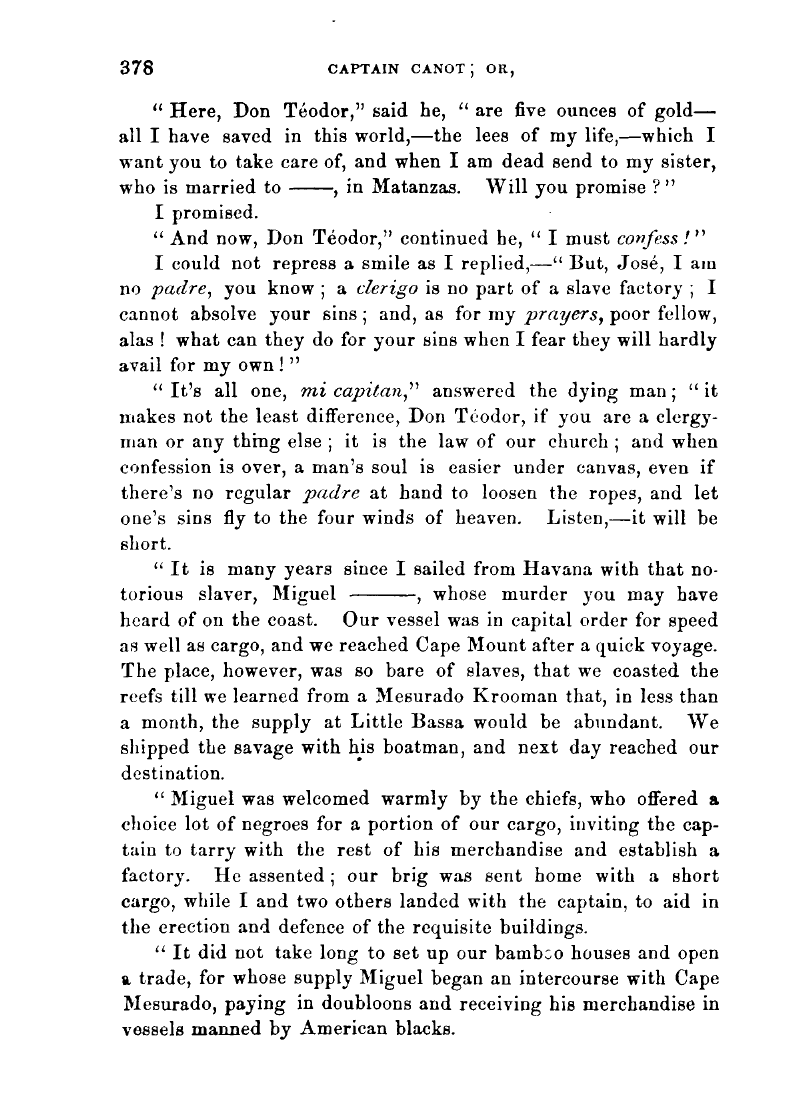 378 CAPTAIN CANOT; OR,
“ Here, Don Téodor,” said he, “ are five ounces of gold—
all I have saved in this world,—the lees of my life,—which I
want you to take care of, and when I am dead send to my sister,
who is married to ——, in Matanzas. Will you promise ?”
I promised.
“ And now, Don Téodor,” continued he, “ I must confess !”
I could not repress a smile as I replied,—“ But, José, I am
no padre, you know ; a clerigo is no part of a slave factory ; I
cannot absolve your sins ; and, as for my prayers, poor fellow,
alas ! what can they do for your sins when I fear they will hardly
avail for my own ! ”
“ It’s all one, mi capitan,” answered the dying man ; “ it
makes not the least difference, Don Téodor, if you are a clergy-
man or any thing else ; it is the law of our church ; and when
confession is over, a man’s soul is easier under canvas, even if
there’s no regular padre at hand to loosen the ropes, and let
one’s sins fly to the four winds of heaven. Listen,—it will be
short.
“ It is many years since I sailed from Havana with that no-
torious slaver, Miguel ———, whose murder you may have
heard of on the coast. Our vessel was in capital order for speed
as well as cargo, and we reached Cape Mount after a quick voyage.
The place, however, was so bare of slaves, that we coasted the
reefs till we learned from a Mesurado Krooman that, in less than
a month, the supply at Little Bassa would be abundant. We
shipped the savage with his boatman, and next day reached our
destination.
“ Miguel was welcomed warmly by the chiefs, who offered a
choice lot of negroes for a portion of our cargo, inviting the cap-
tain to tarry with the rest of his merchandise and establish a
factory. He assented ; our brig was sent home with a short
cargo, while I and two others landed with the captain, to aid in
the erection and defence of the requisite buildings.
“ It did not take long to set up our bamboo houses and open
a trade, for whose supply Miguel began an intercourse with Cape
Mesurado, paying in doubloons and receiving his merchandise in
vessels manned by American blacks.